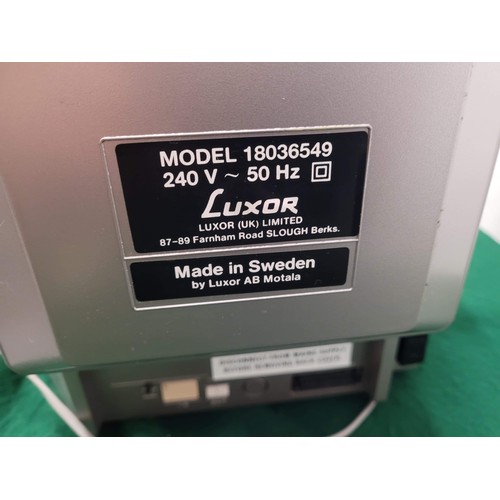 MODEL 18036549
240 V ~ 50 Hz
LUXOR
LUXOR (UK) LIMITED
87-89 Farnham Road SLOUGH Berks.
Made in Sweden
by Luxor AB Motala